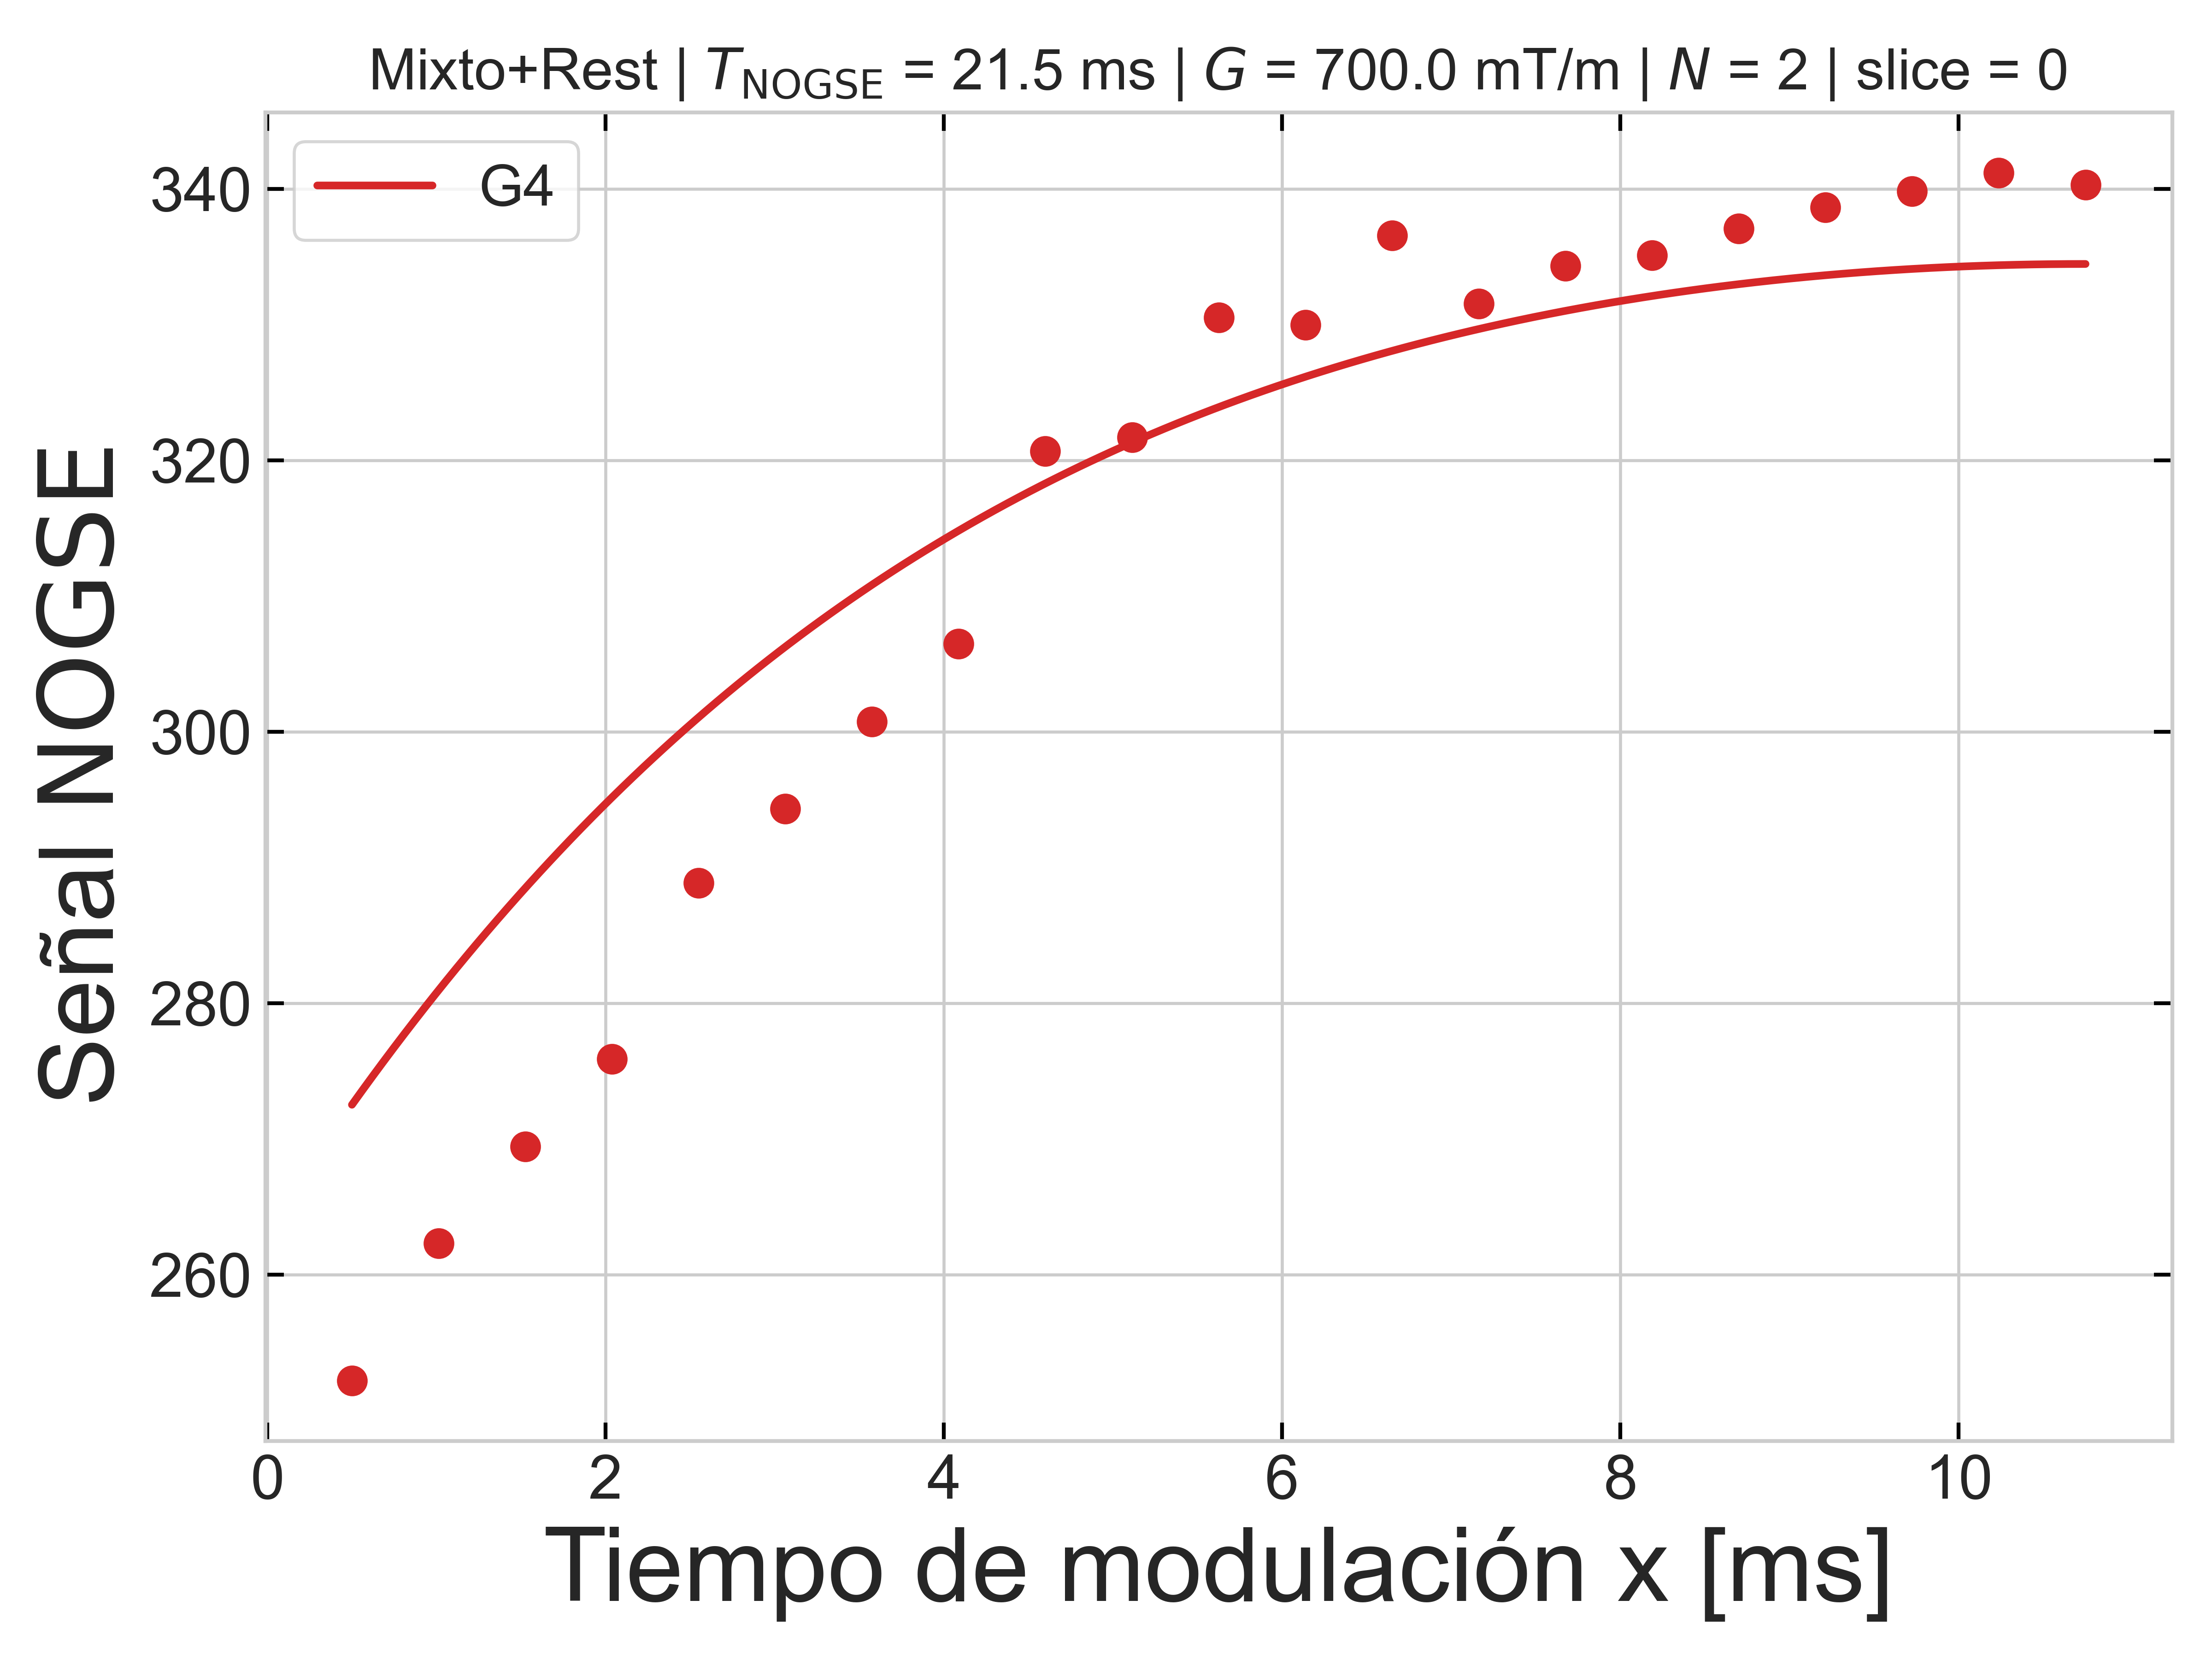 Mixto+Rest | T_NOGSE = 21.5 ms | G = 700.0 mT/m | N = 2 | slice = 0
G4
340
320
300
280
260
Señal NOGSE
0 2 4 6 8 10
Tiempo de modulación x [ms]